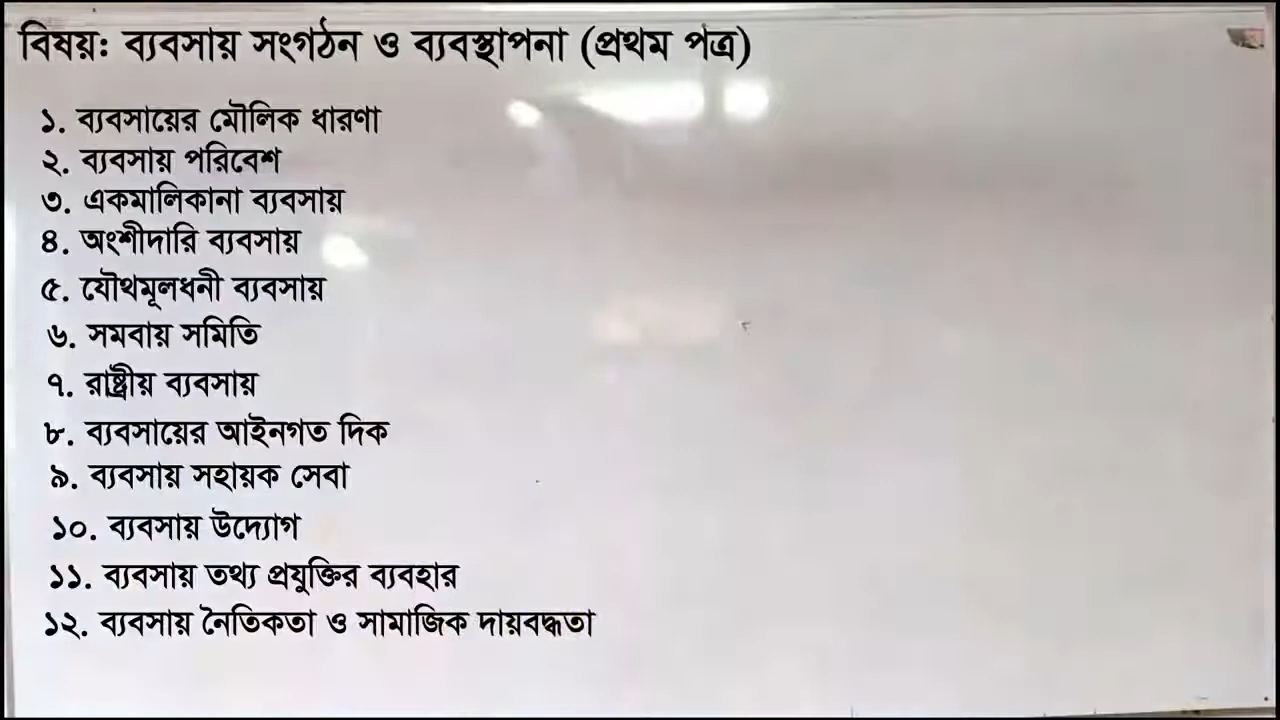 বিষয়: ব্যবসায় সংগঠন ও ব্যবস্থাপনা (প্রথম পত্র)
১. ব্যবসায়ের মৌলিক ধারণা
২. ব্যবসায় পরিবেশ
৩. একমালিকানা ব্যবসায়
৪. অংশীদারি ব্যবসায়
৫. যৌথমূলধনী ব্যবসায়
৬. সমবায় সমিতি
৭. রাষ্ট্রীয় ব্যবসায়
৮. ব্যবসায়ের আইনগত দিক
৯. ব্যবসায় সহায়ক সেবা
১০. ব্যবসায় উদ্যোগ
১১. ব্যবসায় তথ্য প্রযুক্তির ব্যবহার
১২. ব্যবসায় নৈতিকতা ও সামাজিক দায়বদ্ধতা